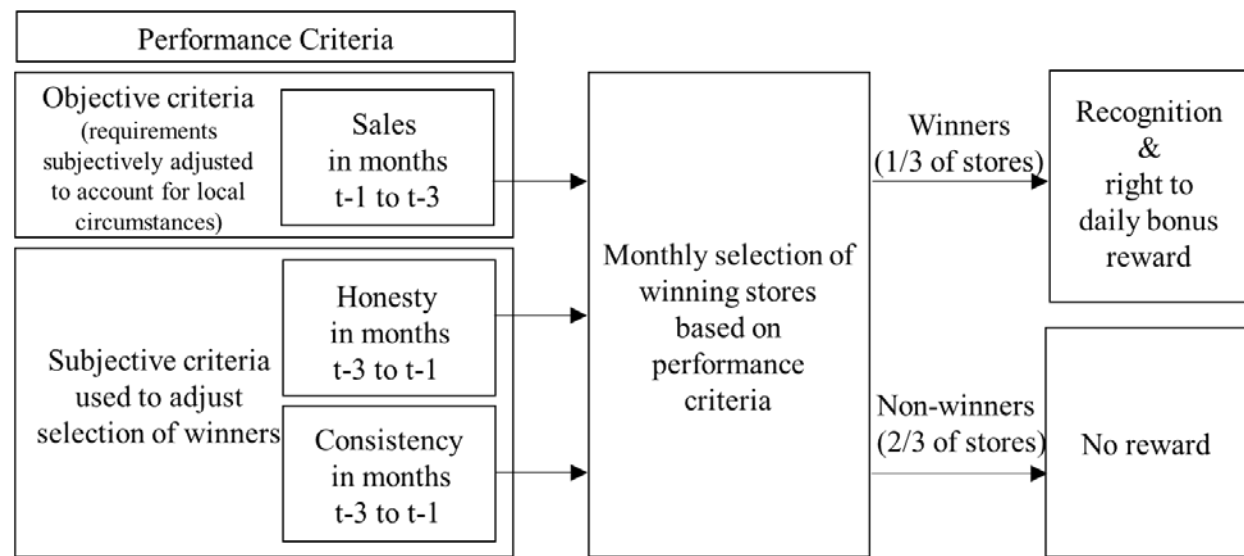 Performance Criteria
Objective criteria
(requirements
subjectively adjusted
to account for local
circumstances)
Sales
in months
t-1 to t-3
Subjective criteria
used to adjust
selection of winners
Honesty
in months
t-3 to t-1
Consistency
in months
t-3 to t-1
Monthly selection of
winning stores
based on
performance
criteria
Winners
(1/3 of stores)
Non-winners
(2/3 of stores)
Recognition
&
right to
daily bonus
reward
No reward